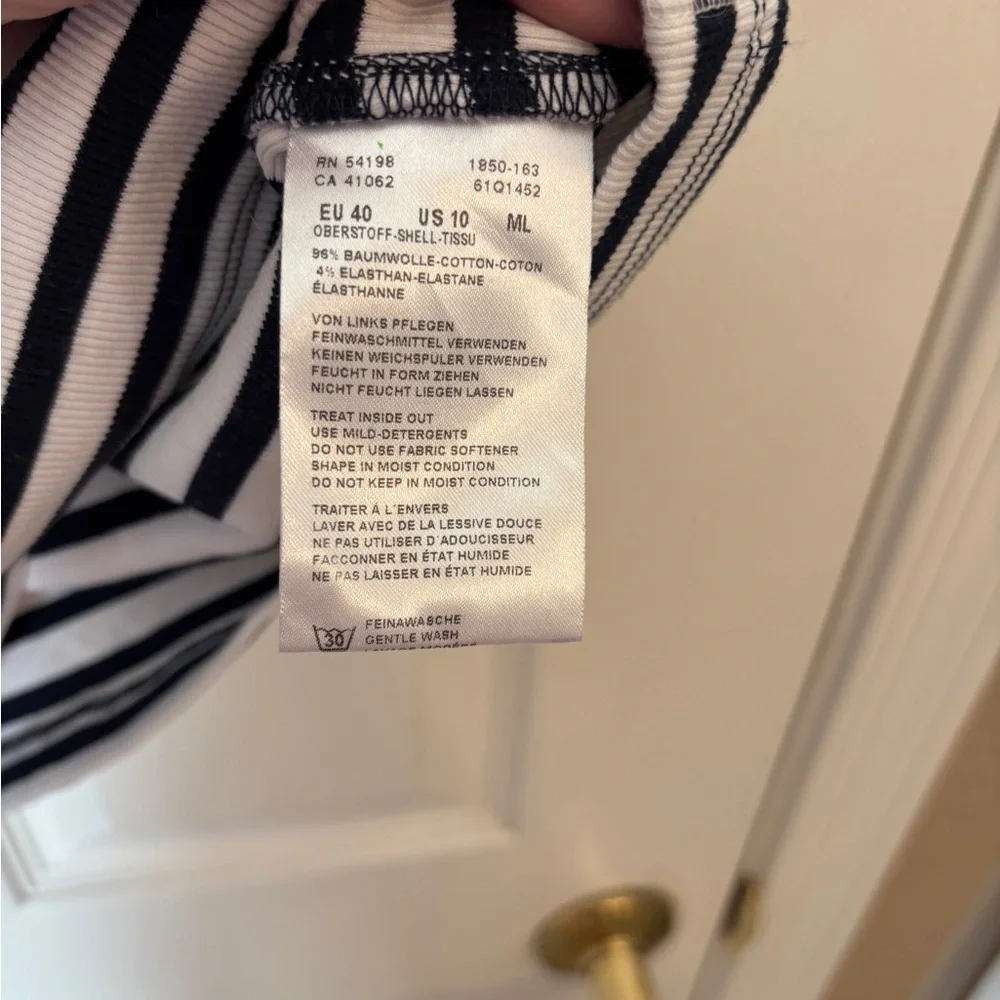 RN 54198 1850-163
CA 41062 61Q1452
EU 40 US 10 ML
OBERSTOFF-SHELL-TISSU
96% BAUMWOLLE-COTTON-COTON
4% ELASTHAN-ELASTANE
ÉLASTHANNE
VON LINKS PFLEGEN
FEINWASCHMITTEL VERWENDEN
KEINEN WEICHSPÜLER VERWENDEN
FEUCHT IN FORM ZIEHEN
NICHT FEUCHT LIEGEN LASSEN
TREAT INSIDE OUT
USE MILD-DETERGENTS
DO NOT USE FABRIC SOFTENER
SHAPE IN MOIST CONDITION
DO NOT KEEP IN MOIST CONDITION
TRAITER À L'ENVERS
LAVER AVEC DE LA LESSIVE DOUCE
NE PAS UTILISER D'ADOUCISSEUR
FACCONNER EN ÉTAT HUMIDE
NE PAS LAISSER EN ÉTAT HUMIDE
FEINAWASCHE
30 GENTLE WASH